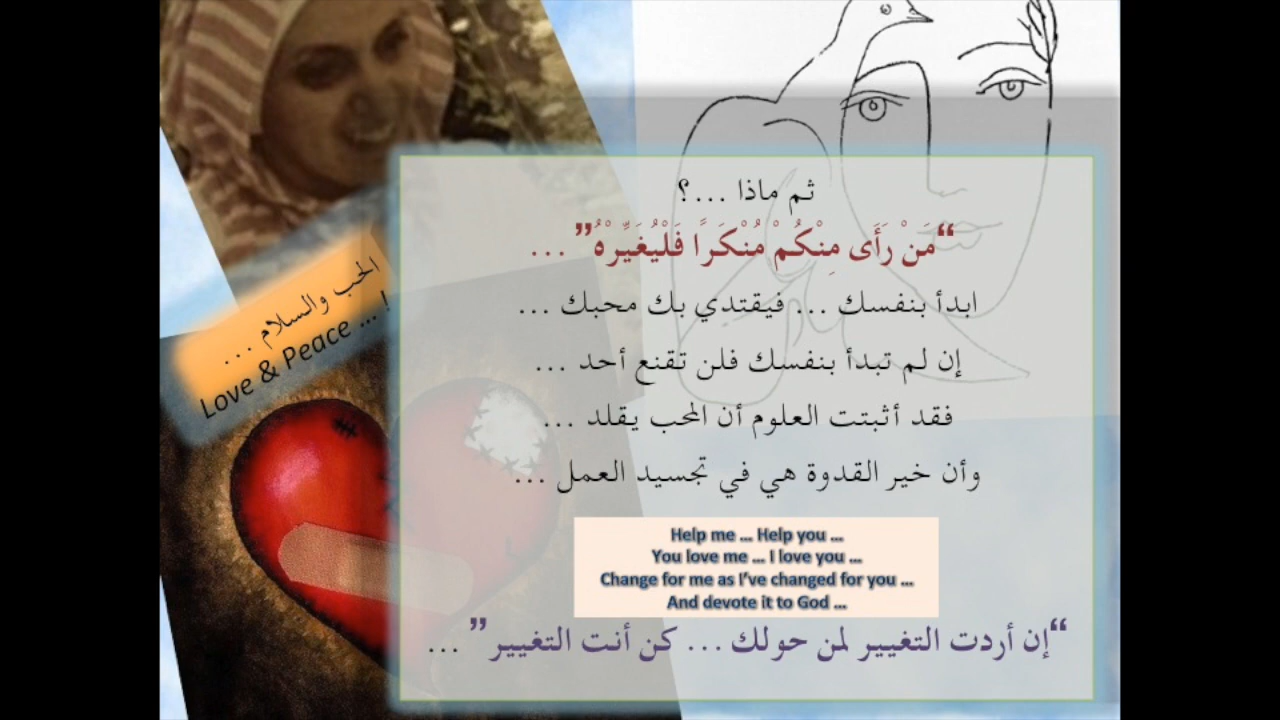 ثم ماذا ...؟
“مَنْ رَأَى مِنْكُمْ مُنْكَرًا فَلْيُغَيِّرْهُ” ...
ابدأ بنفسك ... فيقتدي بك محبك ...
إن لم تبدأ بنفسك فلن تقنع أحد ...
فقد أثبتت العلوم أن المحب يقلد ...
وأن خير القدوة هي في تجسيد العمل ...
Help me ... Help you ...
You love me ... I love you ...
Change for me as I’ve changed for you ...
And devote it to God ...
“إن أردت التغيير لمن حولك ... كن أنت التغيير” ...
الحب والسلام ...
Love & Peace ... !